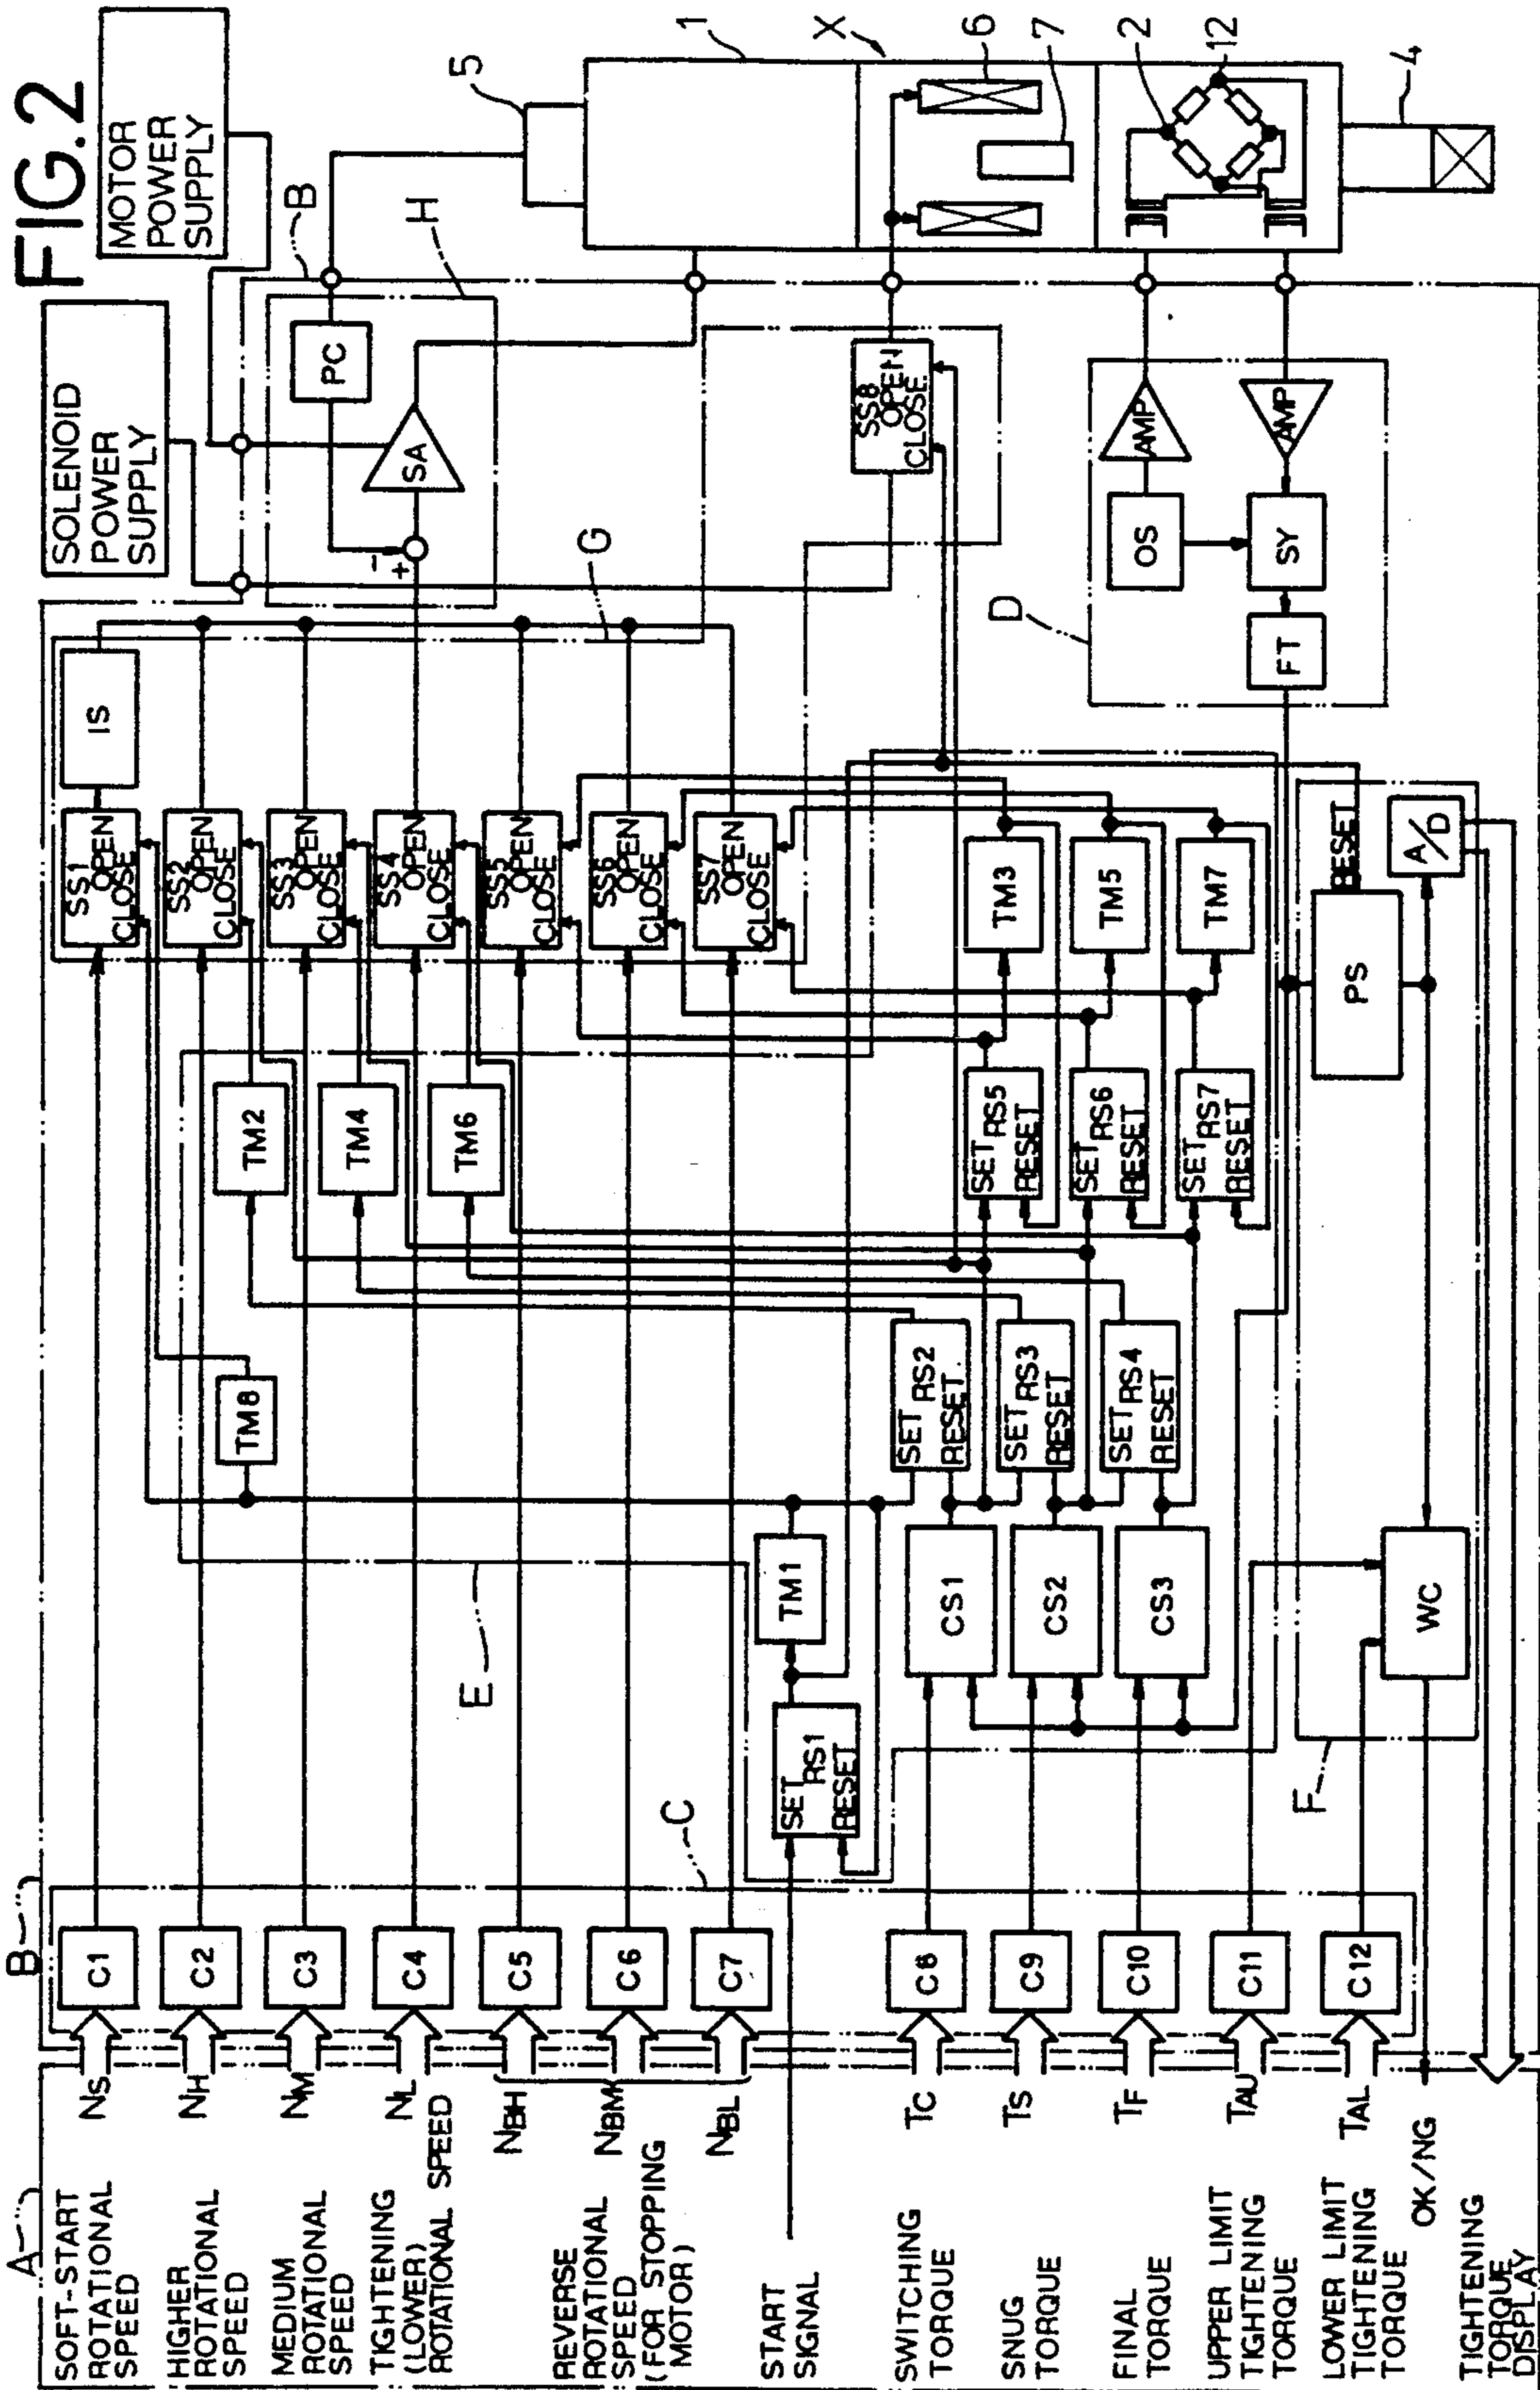 FIG.2
SOLENOID
POWER
SUPPLY
MOTOR
POWER
SUPPLY
A
B
C
E
G
H
B
D
F
X
1
5
6
7
2
12
4
SOFT-START
ROTATIONAL
SPEED
NS
C1
SS1
OPEN
CLOSE
IS
HIGHER
ROTATIONAL
SPEED
NH
C2
SS2
OPEN
CLOSE
MEDIUM
ROTATIONAL
SPEED
NM
C3
SS3
OPEN
CLOSE
TIGHTENING
(LOWER)
ROTATIONAL SPEED
NL
C4
SS4
OPEN
CLOSE
REVERSE
ROTATIONAL
SPEED
(FOR STOPPING
MOTOR)
NBH
C5
SS5
OPEN
CLOSE
NBM
C6
SS6
OPEN
CLOSE
NBL
C7
SS7
OPEN
CLOSE
TM8
TM2
TM4
TM6
PC
SA
−
+
START
SIGNAL
SET
RS1
RESET
TM1
SS8
OPEN
CLOSE
SWITCHING
TORQUE
TC
C8
CS1
SET
RS2
RESET
SET
RS5
RESET
TM3
SNUG
TORQUE
TS
C9
CS2
SET
RS3
RESET
SET
RS6
RESET
TM5
FINAL
TORQUE
TF
C10
CS3
SET
RS4
RESET
SET
RS7
RESET
TM7
OS
AMP
FT
SY
AMP
UPPER LIMIT
TIGHTENING
TORQUE
TAU
C11
LOWER LIMIT
TIGHTENING
TORQUE
TAL
C12
PS
RESET
WC
A/D
OK/NG
TIGHTENING
TORQUE
DISPLAY